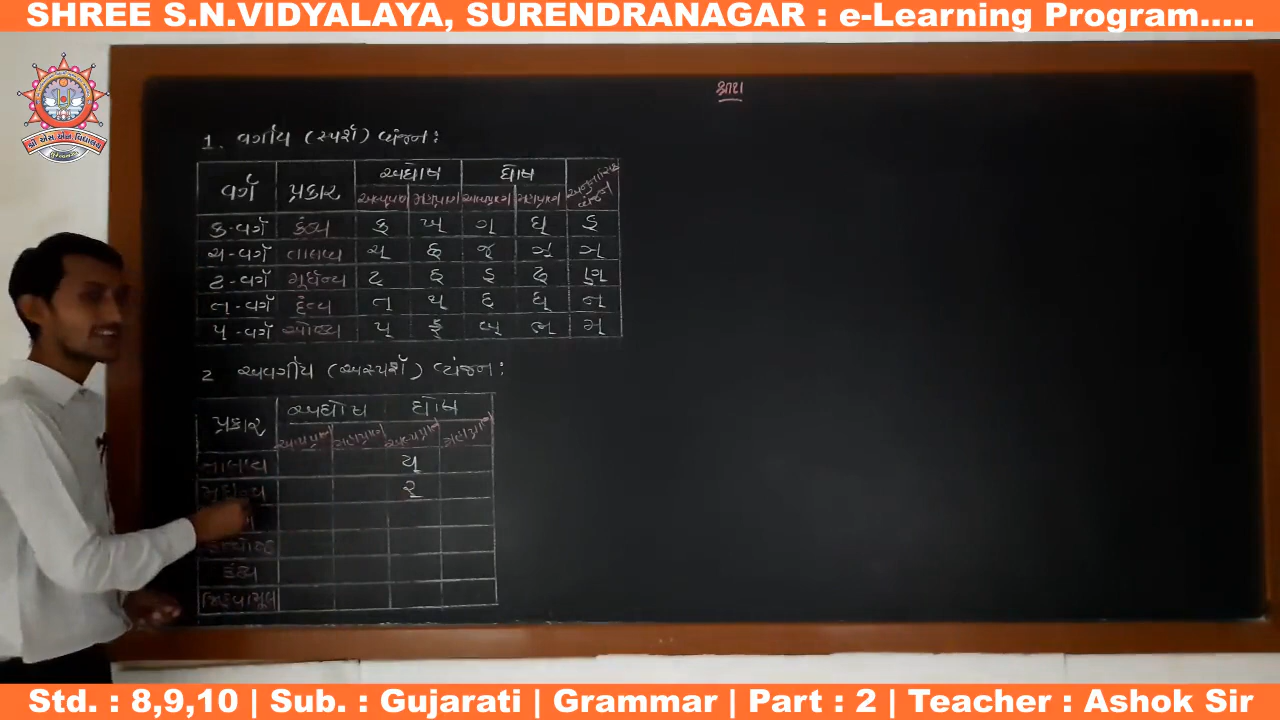 SHREE S.N.VIDYALAYA, SURENDRANAGAR : e-Learning Program.....
1. વર્ગીય (સ્પર્શ) વ્યંજન :
વર્ગ પ્રકાર અઘોષ ઘોષ અનુનાસિક વ્યંજન
અલ્પપ્રાણ મહાપ્રાણ અલ્પપ્રાણ મહાપ્રાણ
ક-વર્ગ કંઠ્ય ક્ ખ્ ગ્ ઘ્ ઙ્
ચ-વર્ગ તાલવ્ય ચ્ છ્ જ્ ઝ્ ઞ્
ટ-વર્ગ મૂર્ધન્ય ટ્ ઠ્ ડ્ ઢ્ ણ્
ત્-વર્ગ દંત્ય ત્ થ્ દ્ ધ્ ન્
પ્-વર્ગ ઓષ્ઠ્ય પ્ ફ્ બ્ ભ્ મ્
2 અવર્ગીય (અસ્પર્શ) વ્યંજન :
પ્રકાર અઘોષ ઘોષ
અલ્પપ્રાણ મહાપ્રાણ અલ્પપ્રાણ મહાપ્રાણ
તાલવ્ય ય્
મૂર્ધન્ય ર્
કંઠ્ય
જિહ્વામૂલ
Std. : 8,9,10 | Sub. : Gujarati | Grammar | Part : 2 | Teacher : Ashok Sir